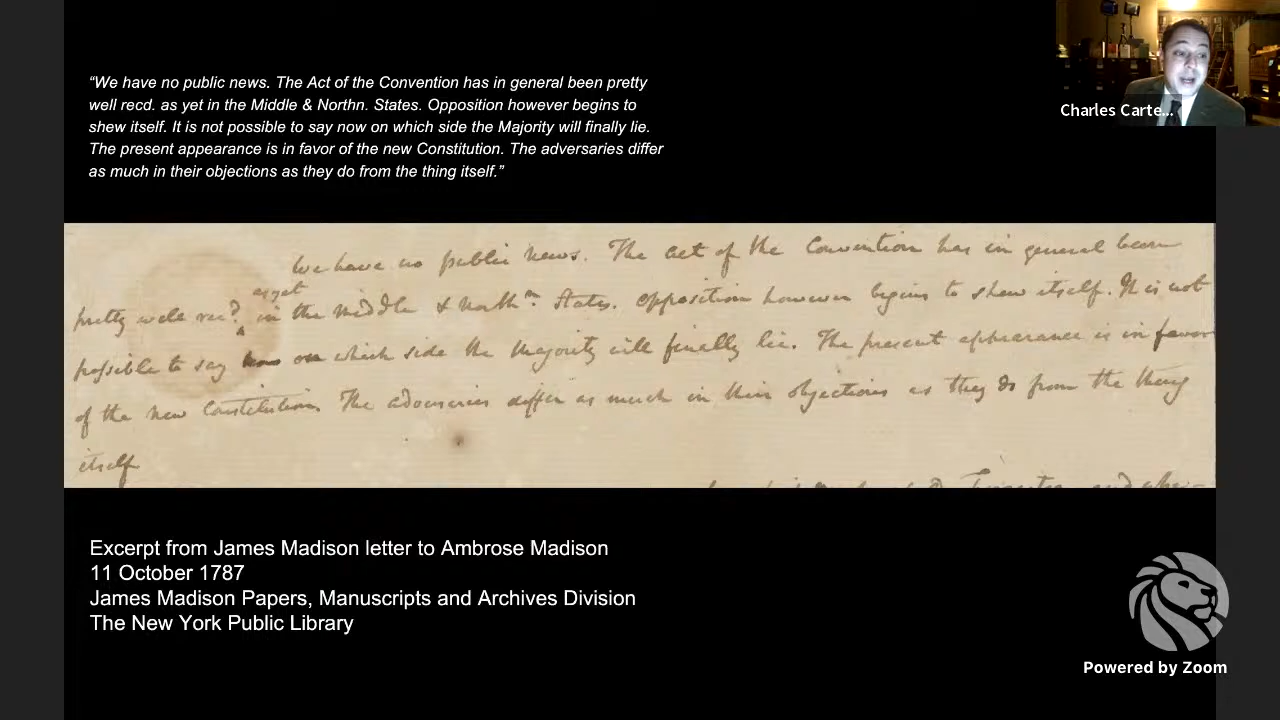 “We have no public news. The Act of the Convention has in general been pretty
well recd. as yet in the Middle & Northn. States. Opposition however begins to
shew itself. It is not possible to say now on which side the Majority will finally lie.
The present appearance is in favor of the new Constitution. The adversaries differ
as much in their objections as they do from the thing itself.”
Charles Carte...
We have no public news. The Act of the Convention has in general been
as yet
pretty well recd. in the middle & northn. States. Opposition however begins to shew itself. It is not
possible to say now on which side the Majority will finally lie. The present appearance is in favor
of the new Constitution. The adversaries differ as much in their objections as they do from the thing
itself
Excerpt from James Madison letter to Ambrose Madison
11 October 1787
James Madison Papers, Manuscripts and Archives Division
The New York Public Library
Powered by Zoom